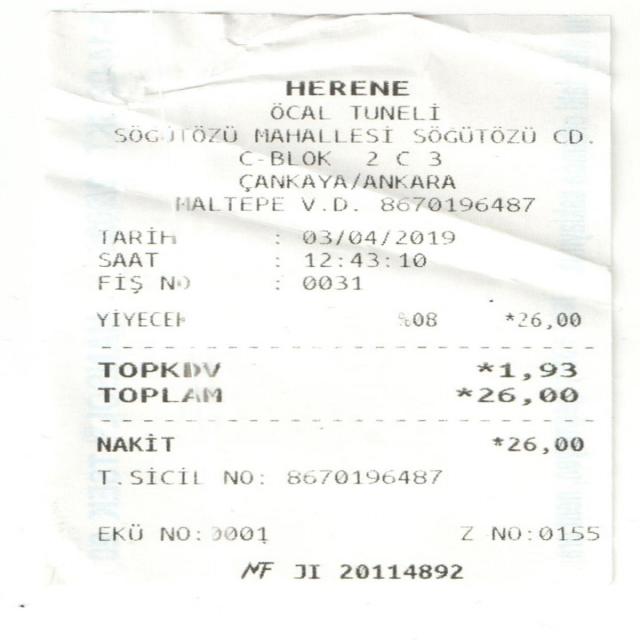 HERENE
ÖCAL TUNELİ
SÖĞÜTÖZÜ MAHALLESİ SÖĞÜTÖZÜ CD.
C-BLOK 2 C 3
ÇANKAYA/ANKARA
MALTEPE V.D. 8670196487
TARİH : 03/04/2019
SAAT : 12:43:10
FİŞ NO : 0031
YİYECEK %08 *26,00
TOPKDV *1,93
TOPLAM *26,00
NAKİT *26,00
T.SİCİL NO: 8670196487
EKÜ NO:0001 Z NO:0155
MF JI 20114892